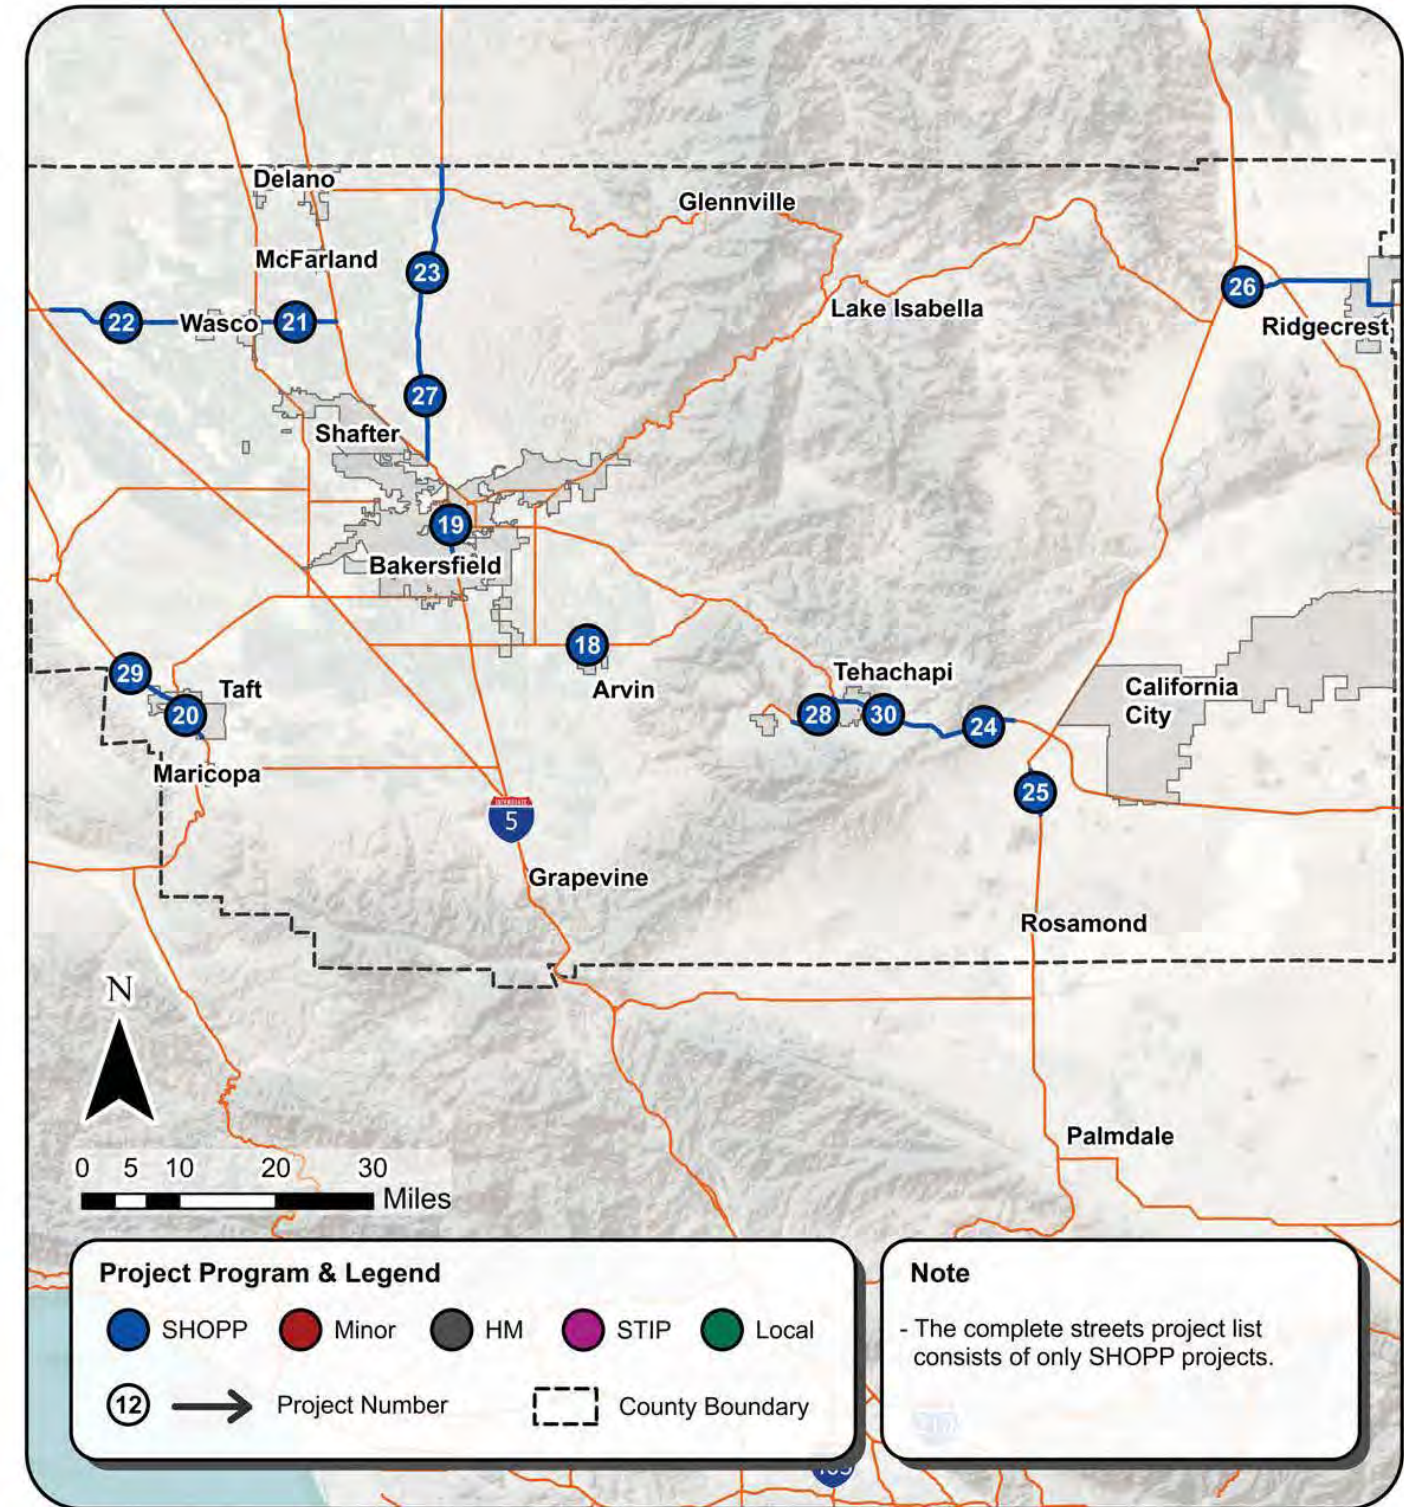 Delano
Glennville
McFarland
23
26
22
Wasco
21
Lake Isabella
Ridgecrest
27
Shafter
19
Bakersfield
18
29
Taft
Arvin
Tehachapi
California
City
20
28
30
24
Maricopa
25
INTERSTATE
5
Grapevine
Rosamond
N
Palmdale
0 5 10 20 30
Miles
Project Program & Legend
SHOPP Minor HM STIP Local
12 Project Number County Boundary
Note
- The complete streets project list
consists of only SHOPP projects.